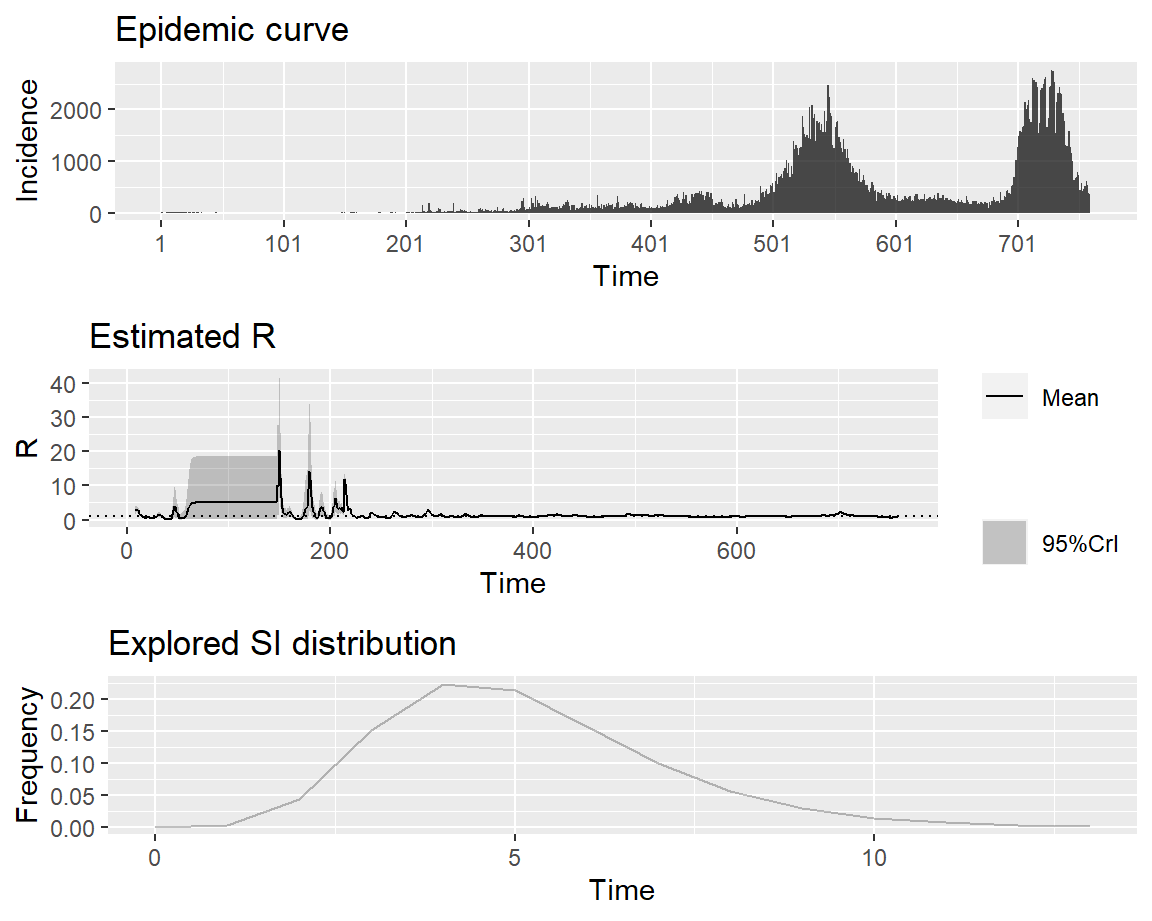 Epidemic curve
Incidence
2000
1000
0
1 101 201 301 401 501 601 701
Time
Estimated R
R
40
30
20
10
0
0 200 400 600
Time
Mean
95%CrI
Explored SI distribution
Frequency
0.20
0.15
0.10
0.05
0.00
0 5 10
Time